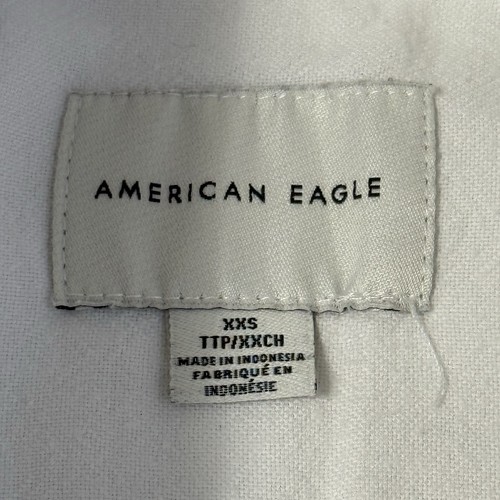 AMERICAN EAGLE
XXS
TTP/XXCH
MADE IN INDONESIA
FABRIQUÉ EN
INDONÉSIE